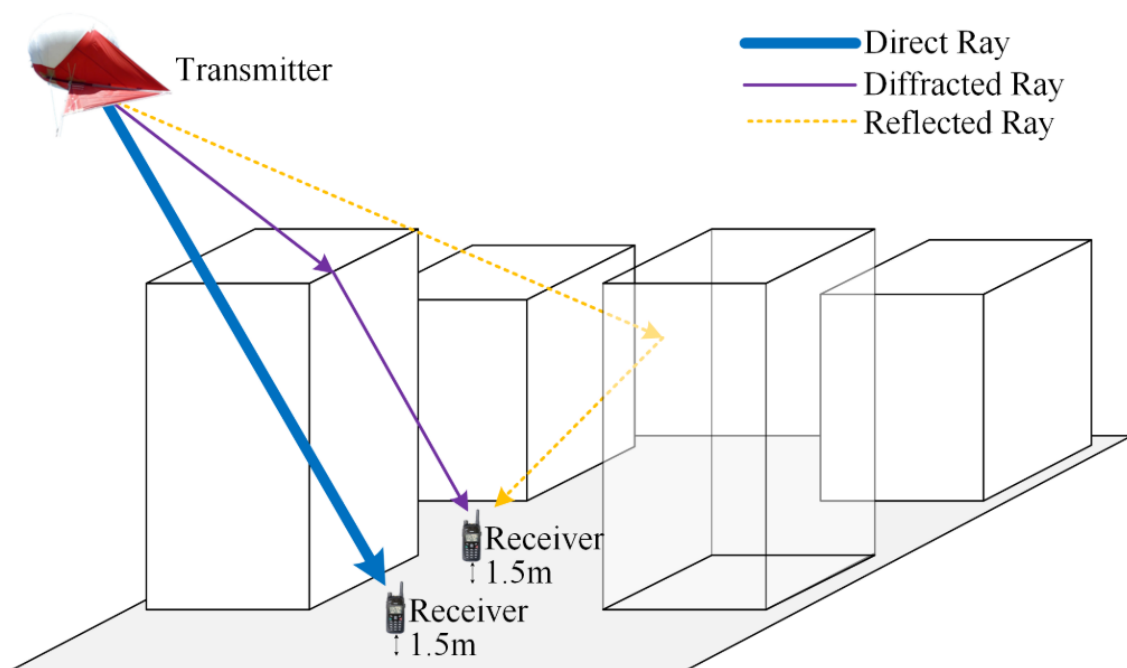 Transmitter
Direct Ray
Diffracted Ray
Reflected Ray
Receiver
1.5m
Receiver
1.5m